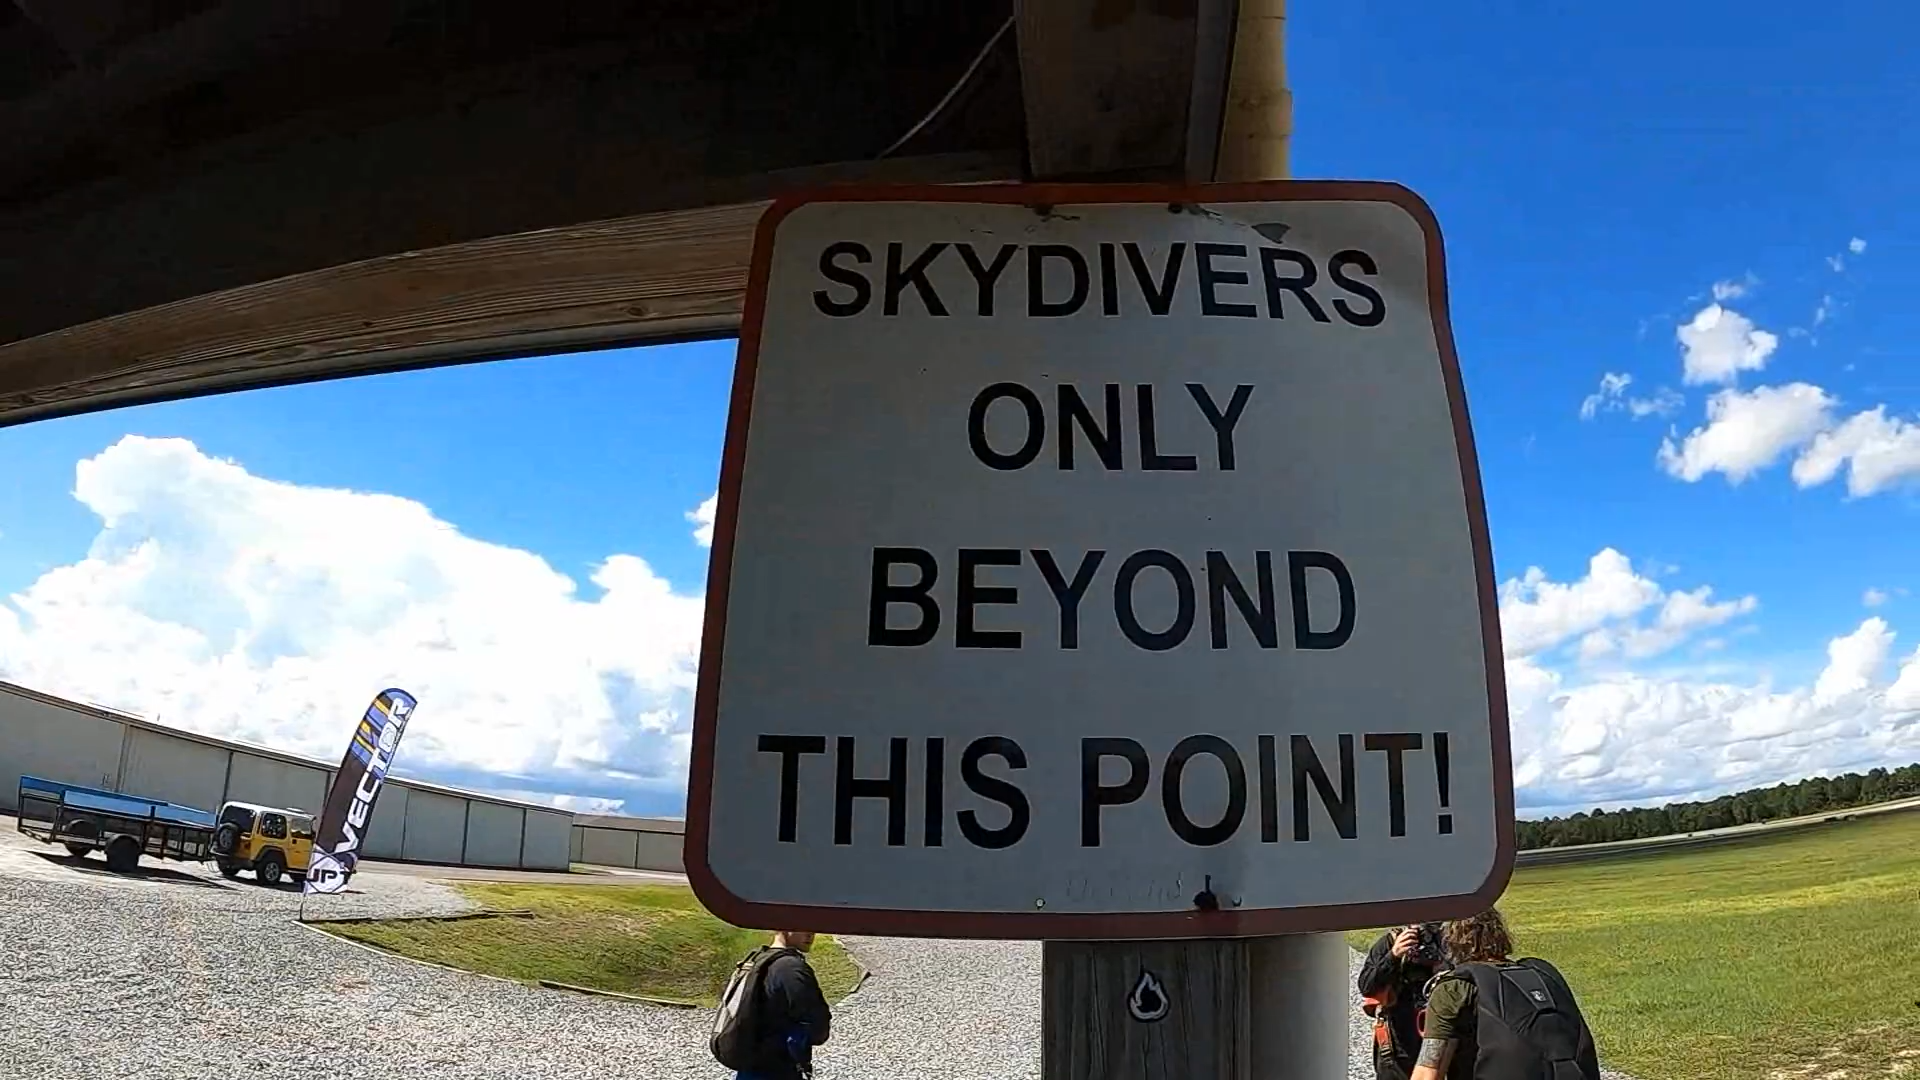 SKYDIVERS
ONLY
BEYOND
THIS POINT!
VECTOR
UPT